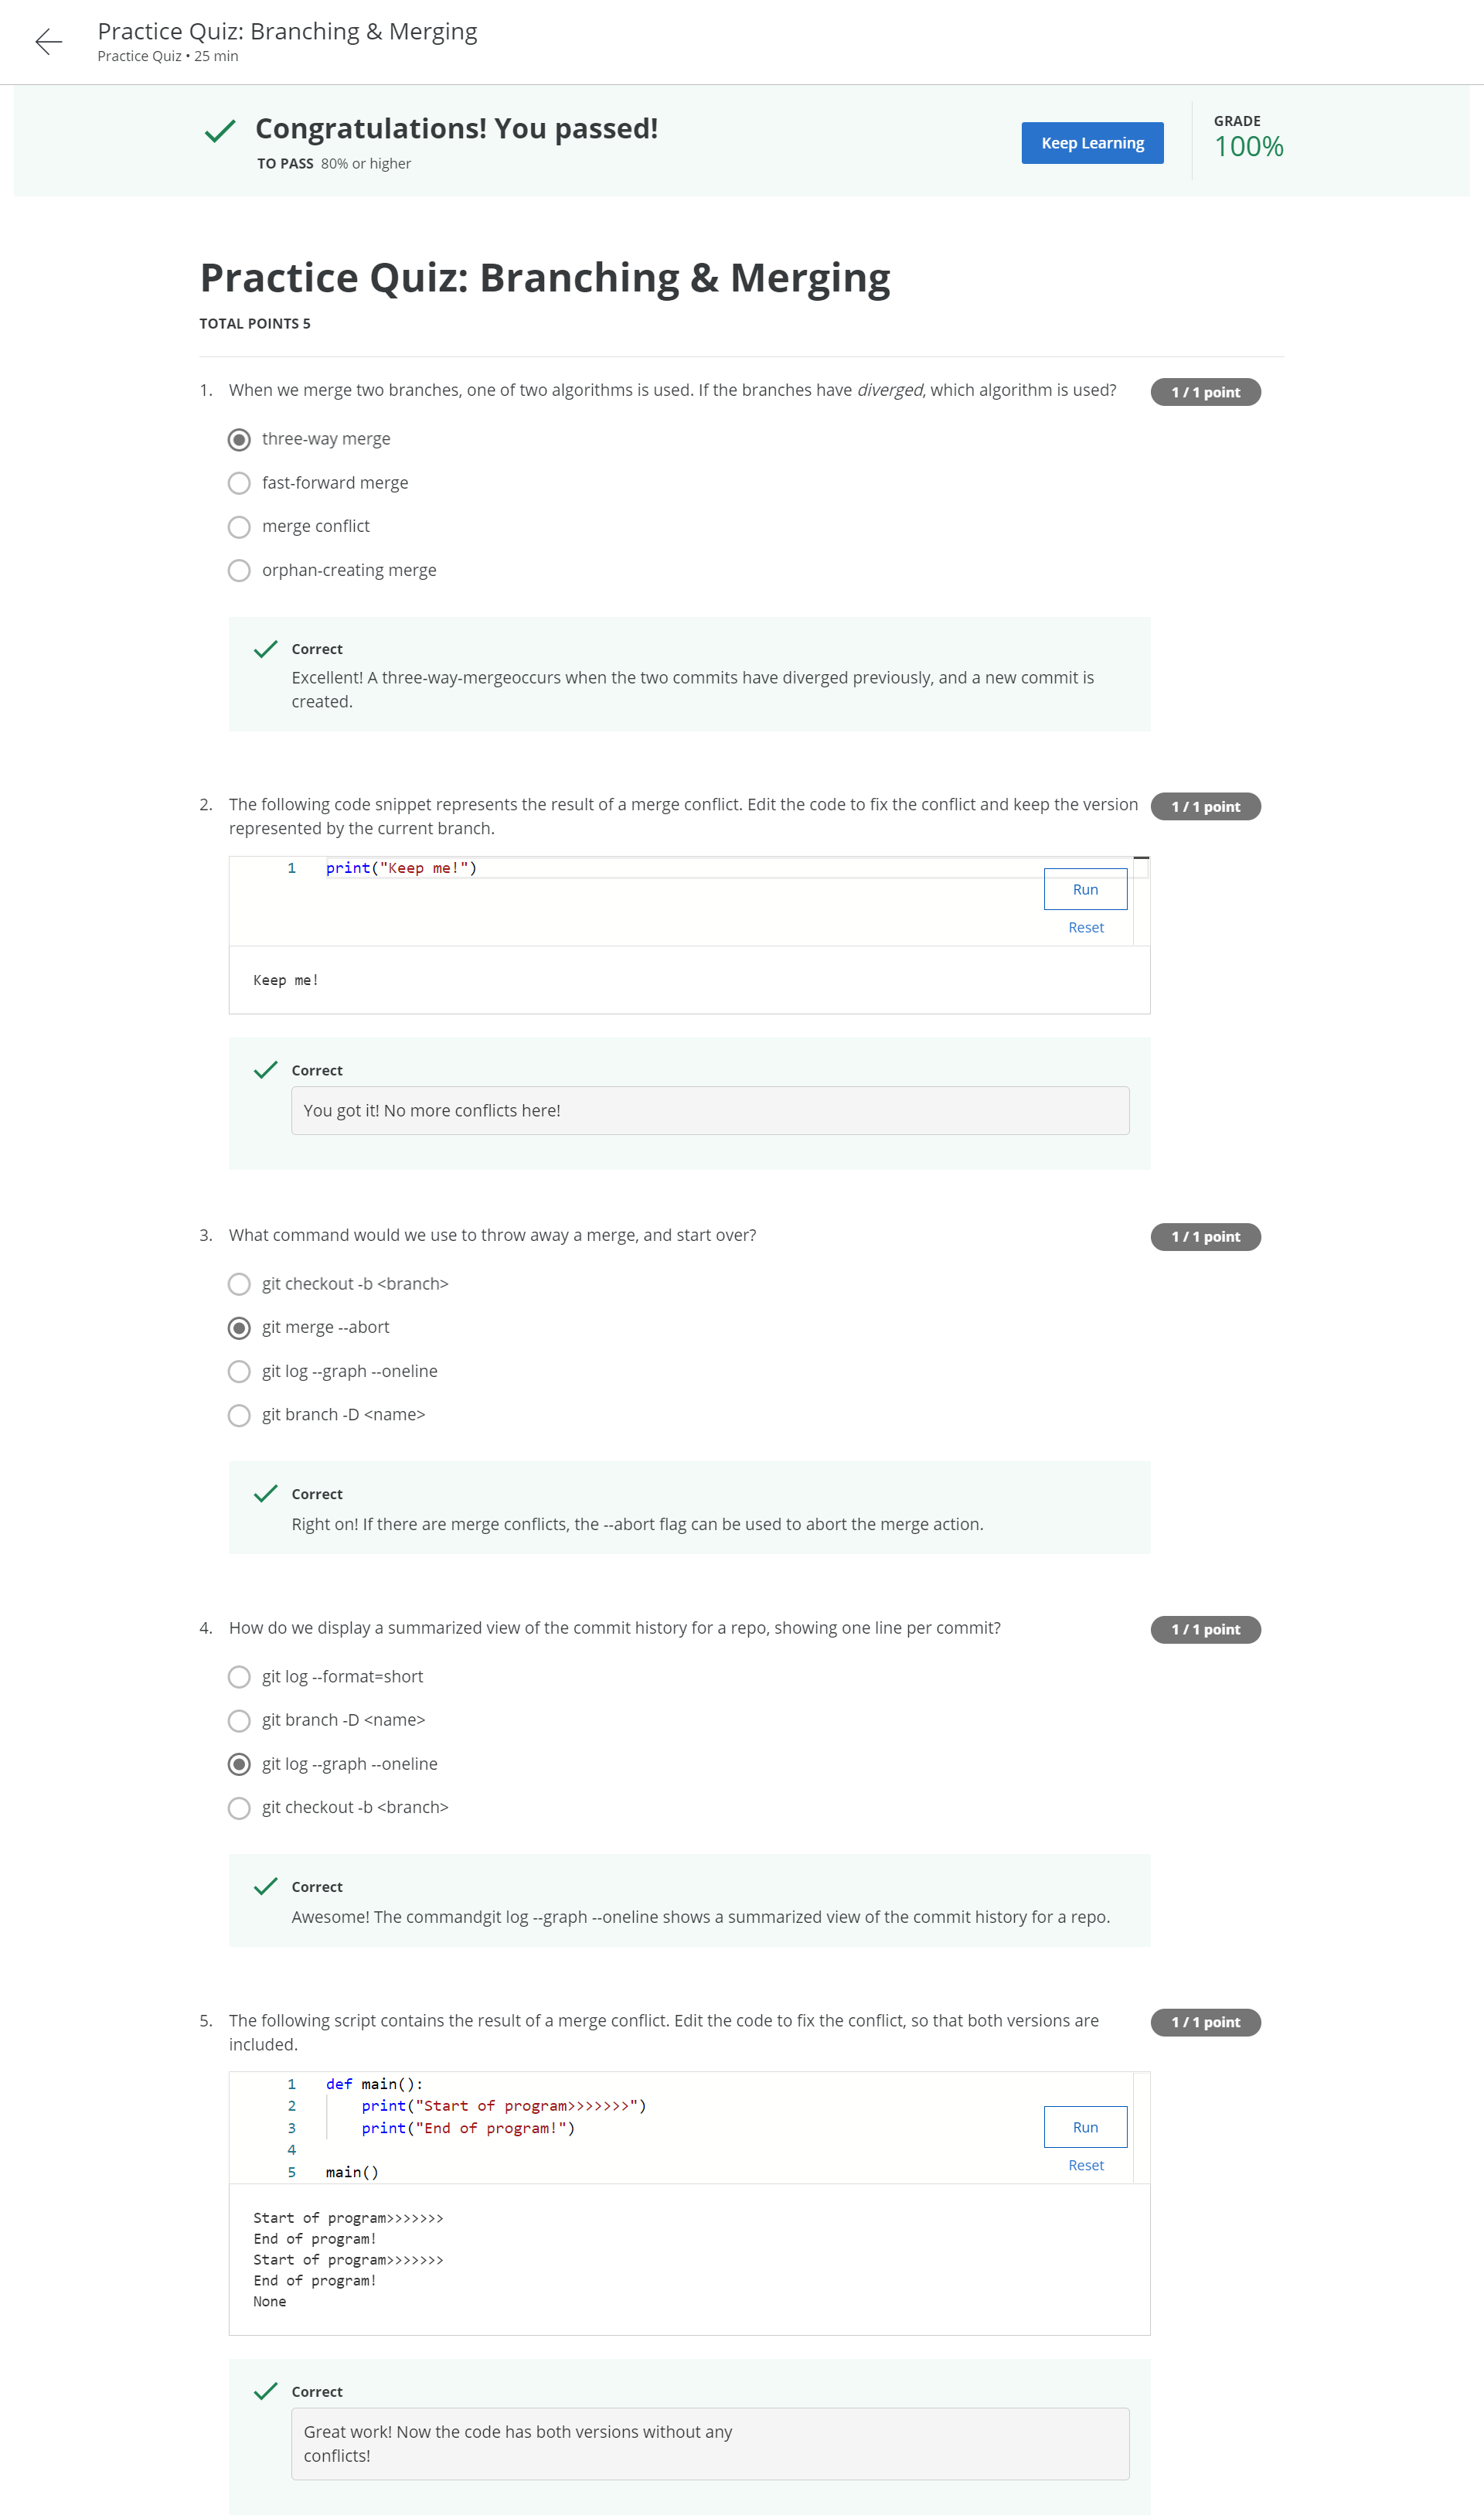 Practice Quiz: Branching & Merging
Practice Quiz • 25 min
Congratulations! You passed!
TO PASS 80% or higher
Keep Learning
GRADE
100%
Practice Quiz: Branching & Merging
TOTAL POINTS 5
1. When we merge two branches, one of two algorithms is used. If the branches have diverged, which algorithm is used?
1 / 1 point
three-way merge
fast-forward merge
merge conflict
orphan-creating merge
Correct
Excellent! A three-way-mergeoccurs when the two commits have diverged previously, and a new commit is
created.
2. The following code snippet represents the result of a merge conflict. Edit the code to fix the conflict and keep the version
represented by the current branch.
1 / 1 point
1 print("Keep me!")
Run
Reset
Keep me!
Correct
You got it! No more conflicts here!
3. What command would we use to throw away a merge, and start over?
1 / 1 point
git checkout -b <branch>
git merge --abort
git log --graph --oneline
git branch -D <name>
Correct
Right on! If there are merge conflicts, the --abort flag can be used to abort the merge action.
4. How do we display a summarized view of the commit history for a repo, showing one line per commit?
1 / 1 point
git log --format=short
git branch -D <name>
git log --graph --oneline
git checkout -b <branch>
Correct
Awesome! The commandgit log --graph --oneline shows a summarized view of the commit history for a repo.
5. The following script contains the result of a merge conflict. Edit the code to fix the conflict, so that both versions are
included.
1 / 1 point
1 def main():
2 print("Start of program>>>>>>>")
3 print("End of program!")
4
5 main()
Run
Reset
Start of program>>>>>>>
End of program!
Start of program>>>>>>>
End of program!
None
Correct
Great work! Now the code has both versions without any
conflicts!